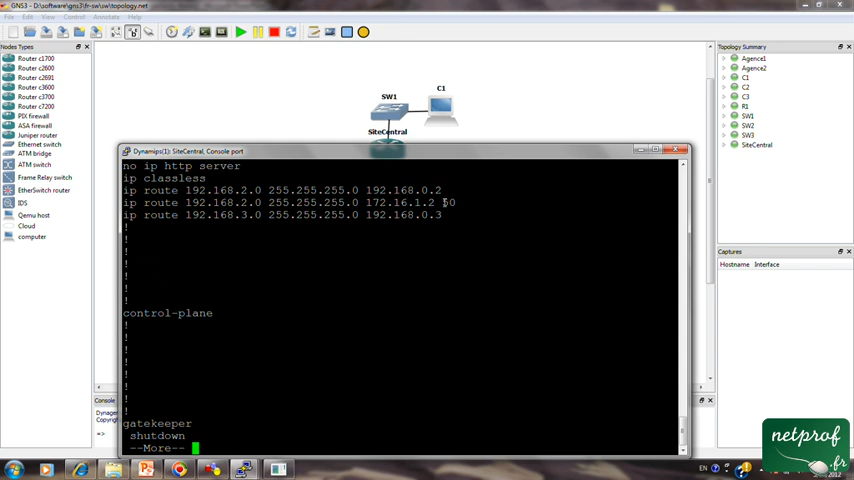 GNS3 - D:\software\gns3\fr-sw\sw\topology.net
File Edit View Control Annotate Help
Nodes Types
Router c1700
Router c2600
Router c2691
Router c3600
Router c3700
Router c7200
PIX firewall
ASA firewall
Juniper router
Ethernet switch
ATM bridge
ATM switch
Frame Relay switch
EtherSwitch router
IDS
Qemu host
Cloud
computer
SW1
C1
SiteCentral
Topology Summary
Agence1
Agence2
C1
C2
C3
R1
SW1
SW2
SW3
SiteCentral
Captures
Hostname Interface
Dynamips(1): SiteCentral, Console port
no ip http server
ip classless
ip route 192.168.2.0 255.255.255.0 192.168.0.2
ip route 192.168.2.0 255.255.255.0 172.16.1.2 50
ip route 192.168.3.0 255.255.255.0 192.168.0.3
!
!
!
!
!
!
!
control-plane
!
!
!
!
!
!
!
!
gatekeeper
shutdown
--More--
Console
Dynager
Copyrigh
=>
EN
2012
netprof
.fr